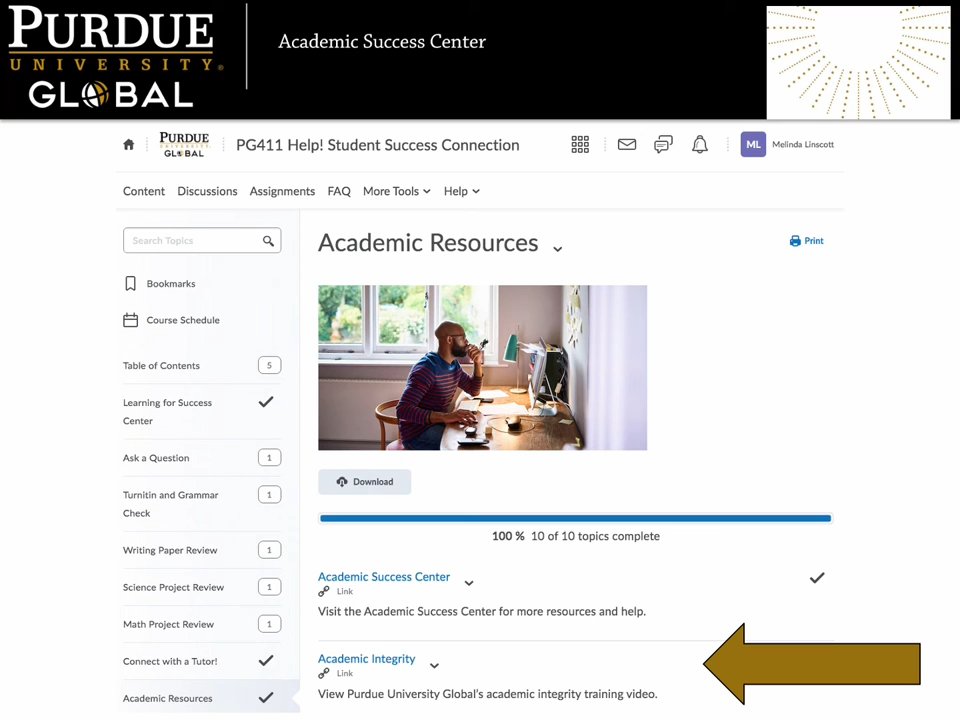 PURDUE
UNIVERSITY®
GLOBAL
Academic Success Center
PURDUE
UNIVERSITY
GLOBAL
PG411 Help! Student Success Connection
ML
Melinda Linscott
Content
Discussions
Assignments
FAQ
More Tools
Help
Search Topics
Bookmarks
Course Schedule
Table of Contents
5
Learning for Success
Center
Ask a Question
1
Turnitin and Grammar
Check
1
Writing Paper Review
1
Science Project Review
1
Math Project Review
1
Connect with a Tutor!
Academic Resources
Academic Resources
Print
Download
100 % 10 of 10 topics complete
Academic Success Center
Link
Visit the Academic Success Center for more resources and help.
Academic Integrity
Link
View Purdue University Global's academic integrity training video.